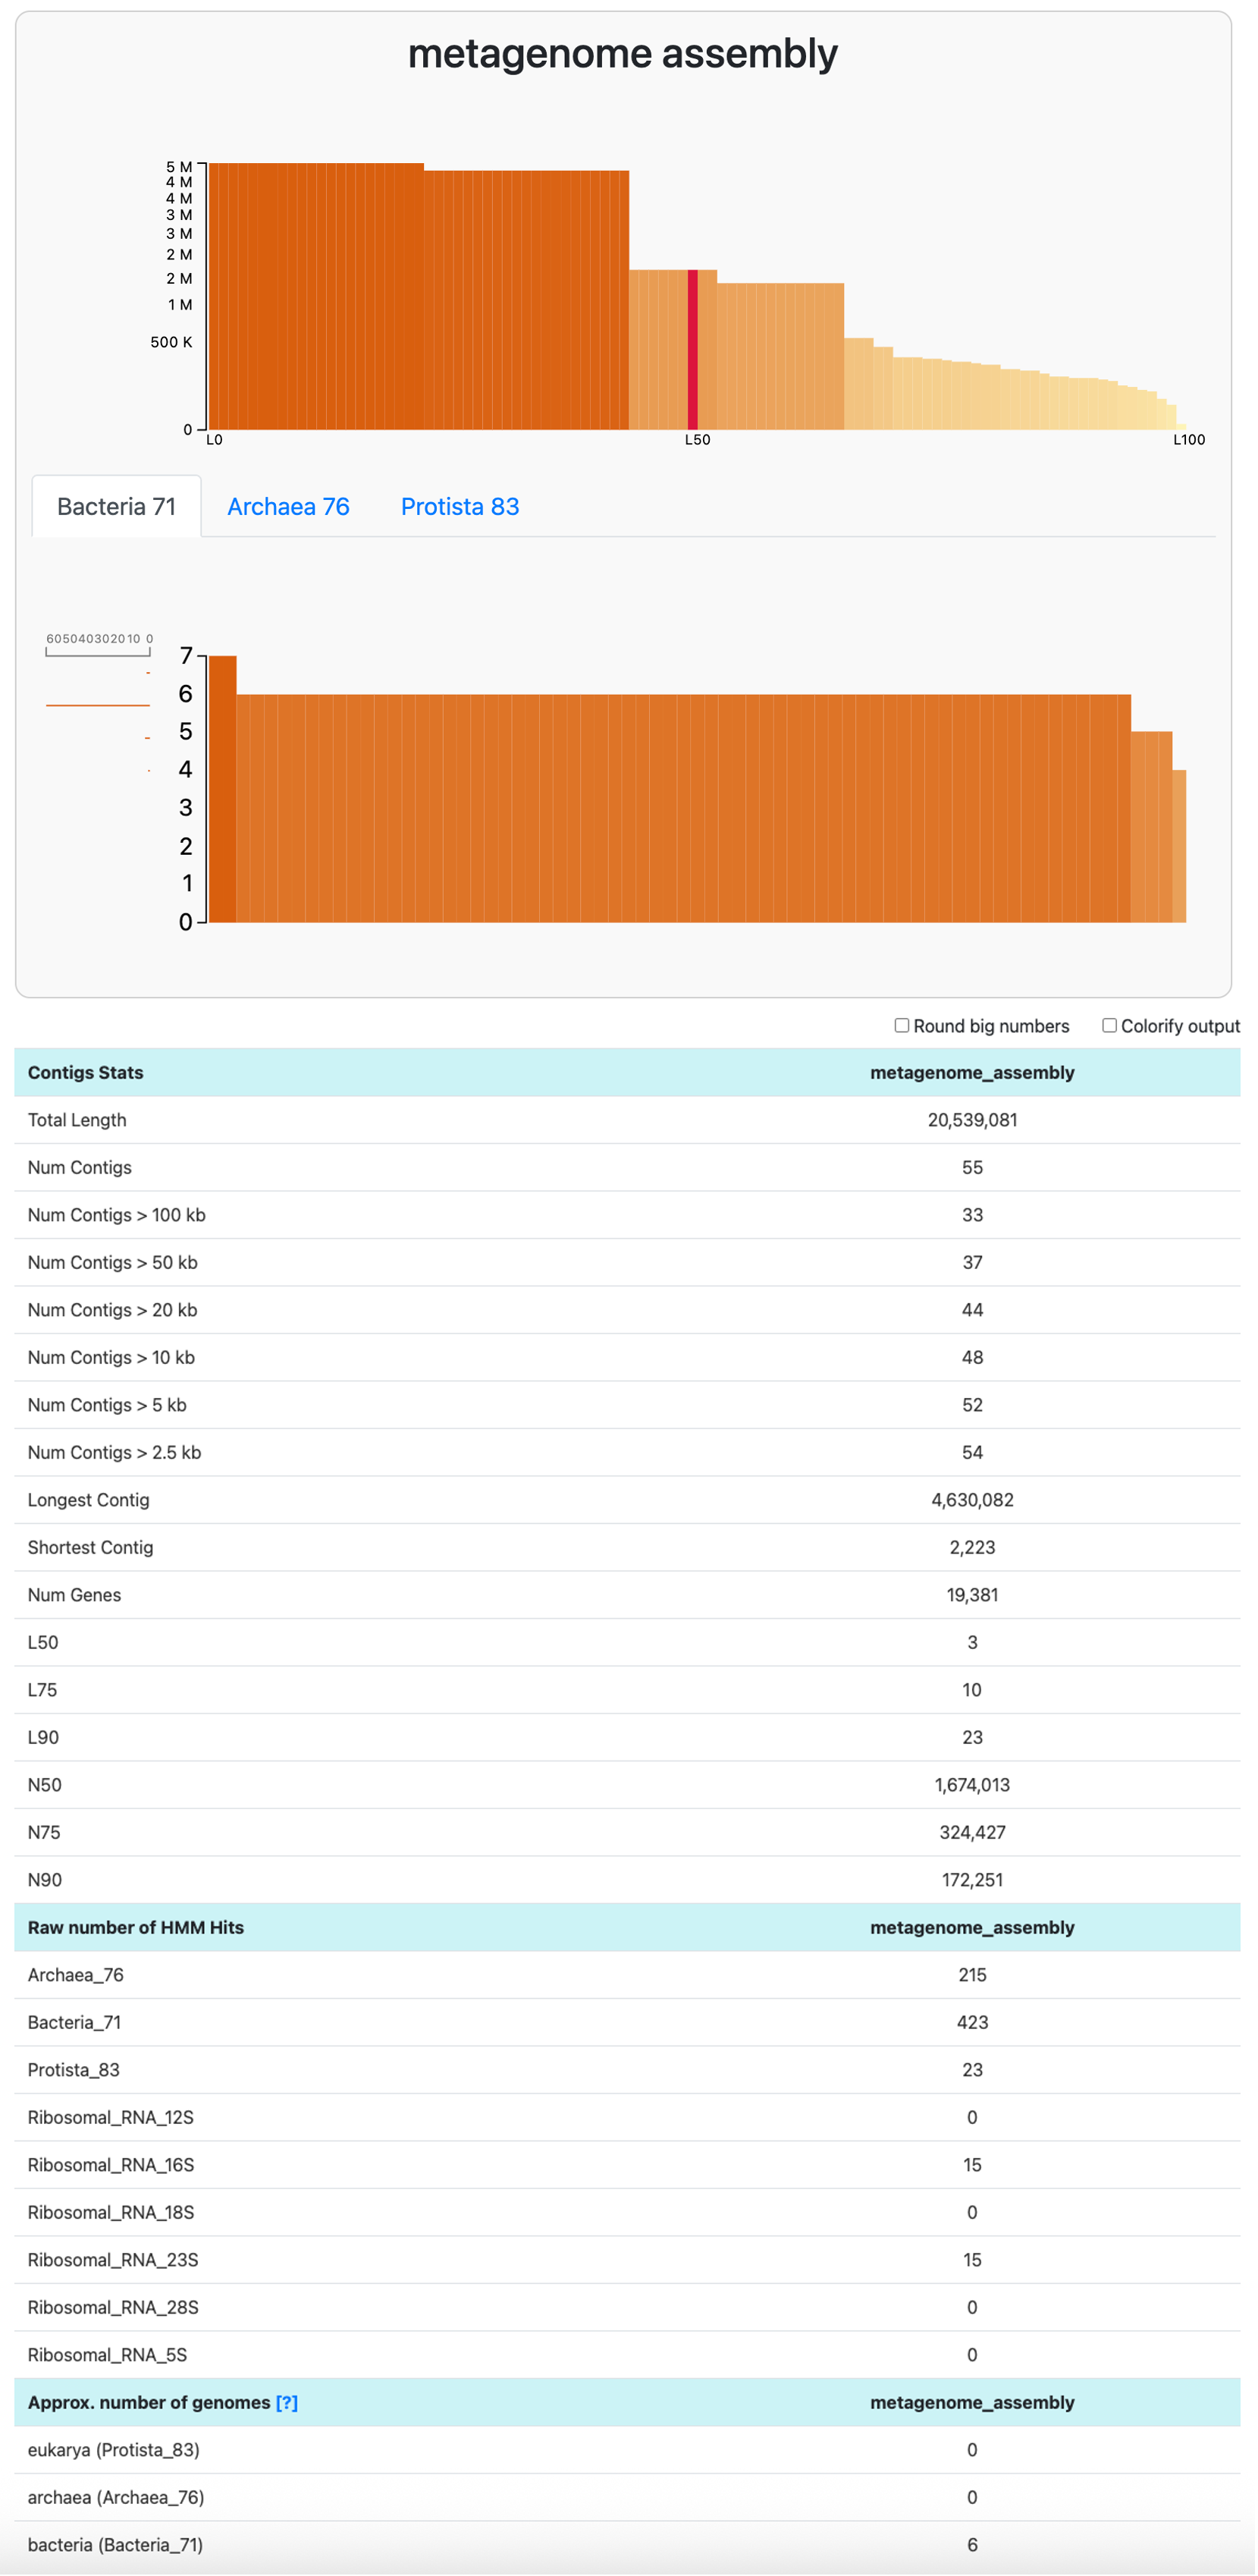 metagenome assembly
5 M
4 M
4 M
3 M
3 M
2 M
2 M
1 M
500 K
0
L0 L50 L100
Bacteria 71 Archaea 76 Protista 83
605040302010 0
7
6
5
4
3
2
1
0
Round big numbers Colorify output
Contigs Stats metagenome_assembly
Total Length 20,539,081
Num Contigs 55
Num Contigs > 100 kb 33
Num Contigs > 50 kb 37
Num Contigs > 20 kb 44
Num Contigs > 10 kb 48
Num Contigs > 5 kb 52
Num Contigs > 2.5 kb 54
Longest Contig 4,630,082
Shortest Contig 2,223
Num Genes 19,381
L50 3
L75 10
L90 23
N50 1,674,013
N75 324,427
N90 172,251
Raw number of HMM Hits metagenome_assembly
Archaea_76 215
Bacteria_71 423
Protista_83 23
Ribosomal_RNA_12S 0
Ribosomal_RNA_16S 15
Ribosomal_RNA_18S 0
Ribosomal_RNA_23S 15
Ribosomal_RNA_28S 0
Ribosomal_RNA_5S 0
Approx. number of genomes [?] metagenome_assembly
eukarya (Protista_83) 0
archaea (Archaea_76) 0
bacteria (Bacteria_71) 6